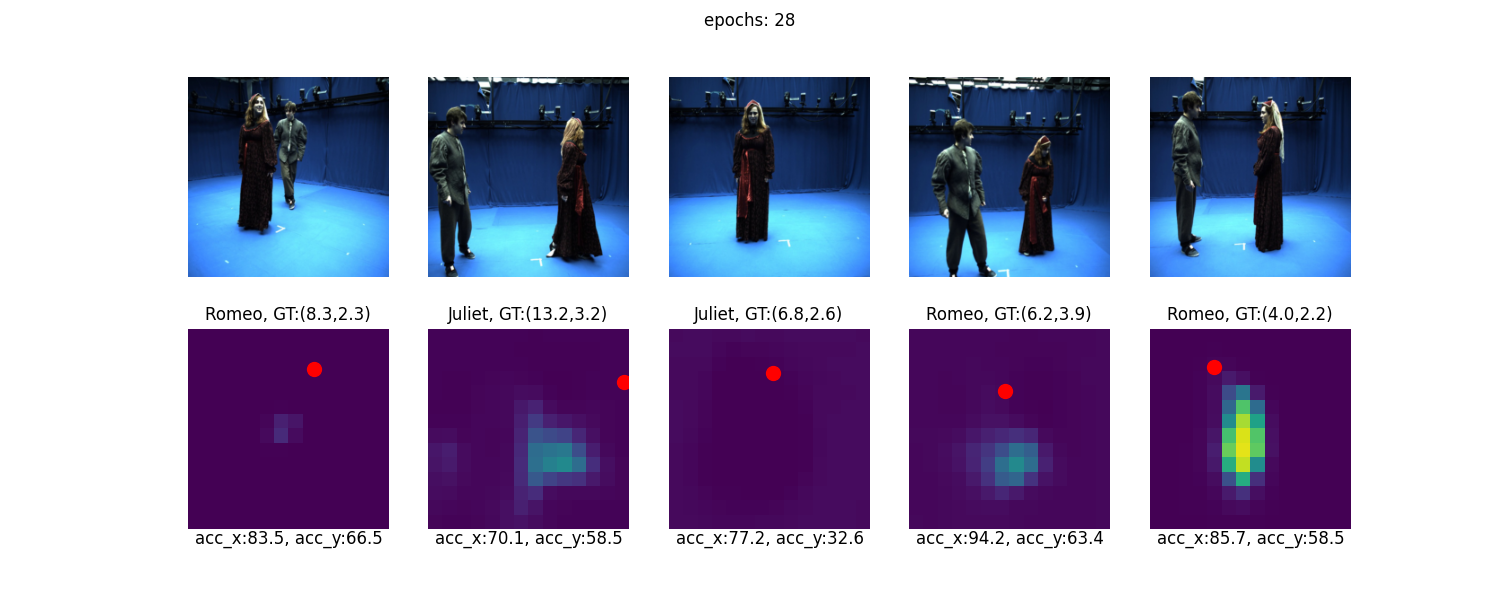 epochs: 28
Romeo, GT:(8.3,2.3)
Juliet, GT:(13.2,3.2)
Juliet, GT:(6.8,2.6)
Romeo, GT:(6.2,3.9)
Romeo, GT:(4.0,2.2)
acc_x:83.5, acc_y:66.5
acc_x:70.1, acc_y:58.5
acc_x:77.2, acc_y:32.6
acc_x:94.2, acc_y:63.4
acc_x:85.7, acc_y:58.5